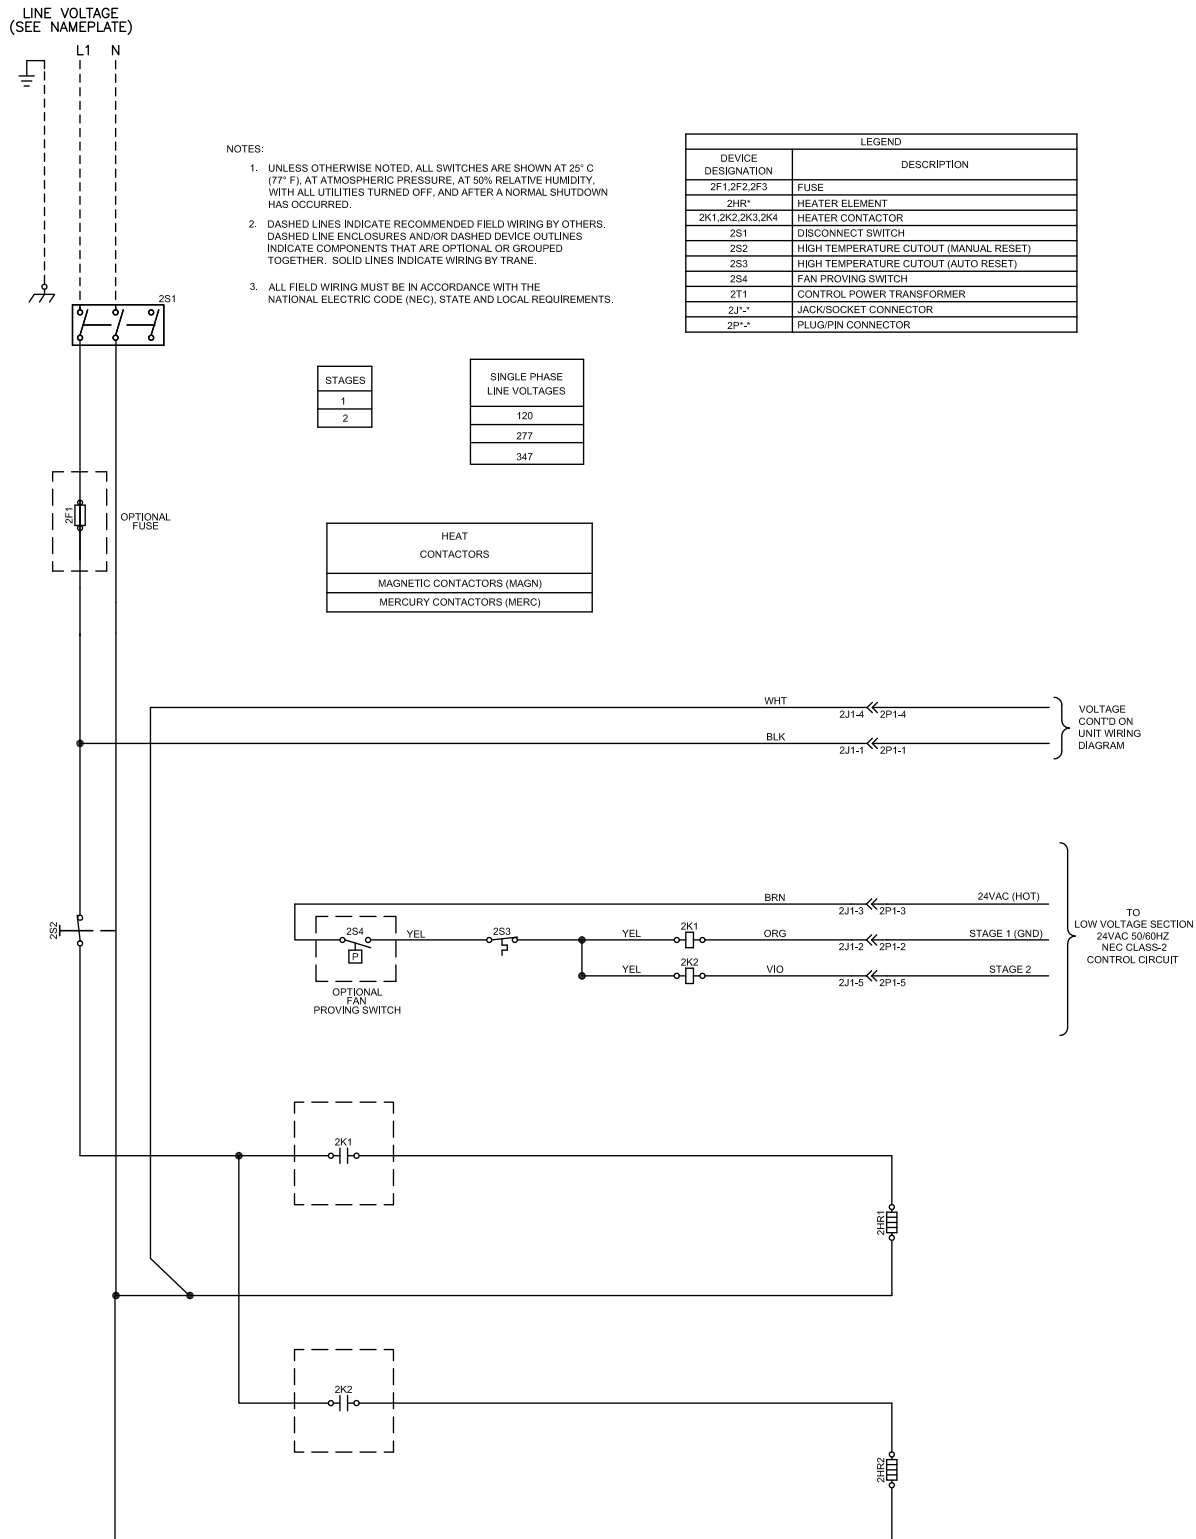 LINE VOLTAGE
(SEE NAMEPLATE)
L1 N
NOTES:
1. UNLESS OTHERWISE NOTED, ALL SWITCHES ARE SHOWN AT 25° C
(77° F), AT ATMOSPHERIC PRESSURE, AT 50% RELATIVE HUMIDITY,
WITH ALL UTILITIES TURNED OFF, AND AFTER A NORMAL SHUTDOWN
HAS OCCURRED.
2. DASHED LINES INDICATE RECOMMENDED FIELD WIRING BY OTHERS.
DASHED LINE ENCLOSURES AND/OR DASHED DEVICE OUTLINES
INDICATE COMPONENTS THAT ARE OPTIONAL OR GROUPED
TOGETHER. SOLID LINES INDICATE WIRING BY TRANE.
3. ALL FIELD WIRING MUST BE IN ACCORDANCE WITH THE
NATIONAL ELECTRIC CODE (NEC), STATE AND LOCAL REQUIREMENTS.
LEGEND
DEVICE
DESIGNATION
DESCRIPTION
2F1,2F2,2F3 FUSE
2HR* HEATER ELEMENT
2K1,2K2,2K3,2K4 HEATER CONTACTOR
2S1 DISCONNECT SWITCH
2S2 HIGH TEMPERATURE CUTOUT (MANUAL RESET)
2S3 HIGH TEMPERATURE CUTOUT (AUTO RESET)
2S4 FAN PROVING SWITCH
2T1 CONTROL POWER TRANSFORMER
2J*-* JACK/SOCKET CONNECTOR
2P*-* PLUG/PIN CONNECTOR
2S1
STAGES
1
2
SINGLE PHASE
LINE VOLTAGES
120
277
347
2F1
OPTIONAL
FUSE
HEAT
CONTACTORS
MAGNETIC CONTACTORS (MAGN)
MERCURY CONTACTORS (MERC)
WHT
2J1-4 2P1-4
BLK
2J1-1 2P1-1
VOLTAGE
CONT'D ON
UNIT WIRING
DIAGRAM
2S2
BRN
2J1-3 2P1-3
24VAC (HOT)
2S4
P
YEL
2S3
YEL
2K1
ORG
2J1-2 2P1-2
STAGE 1 (GND)
YEL
2K2
VIO
2J1-5 2P1-5
STAGE 2
OPTIONAL
FAN
PROVING SWITCH
TO
LOW VOLTAGE SECTION
24VAC 50/60HZ
NEC CLASS-2
CONTROL CIRCUIT
2K1
2HR1
2K2
2HR2